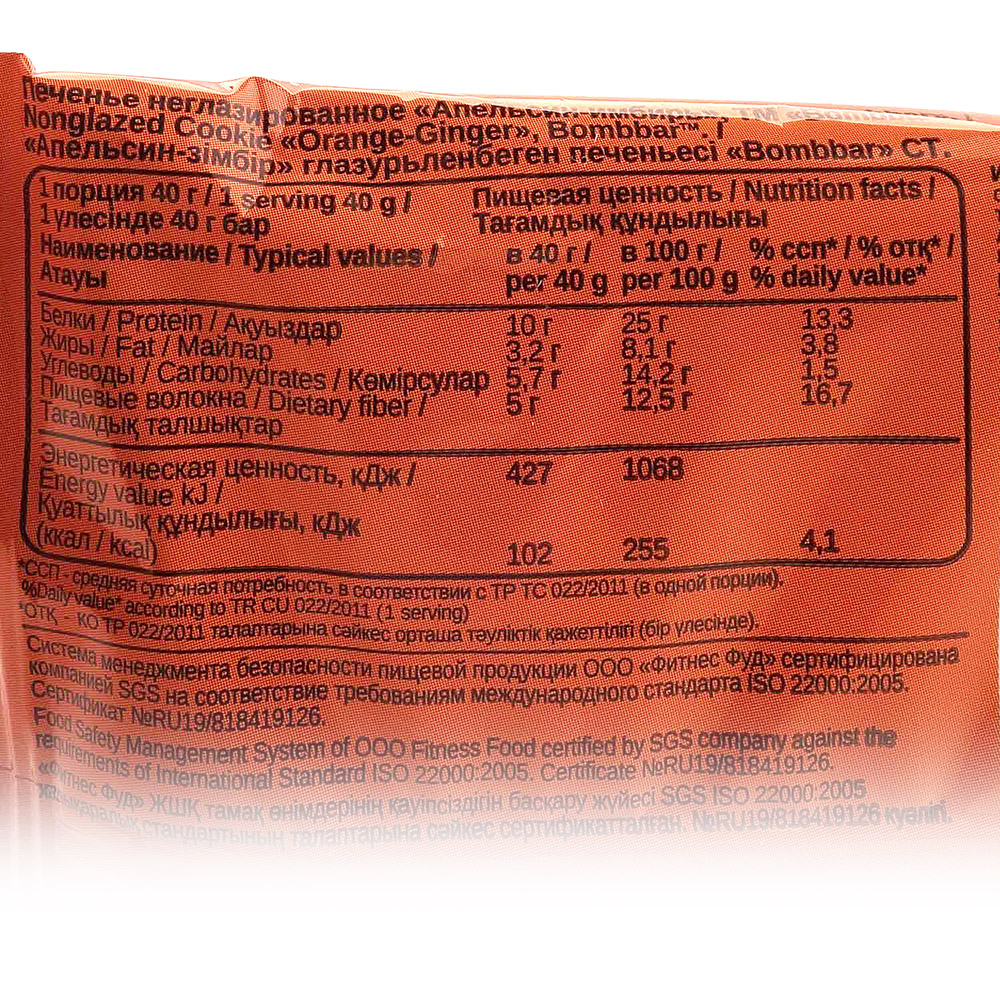 Печенье неглазированное «Апельсин-имбирь», ТМ «Bombbar».
Nonglazed Cookie «Orange-Ginger», Bombbar™.
«Апельсин-зімбір» глазурьленбеген печеньесі «Bombbar» СТ.
1 порция 40 г / 1 serving 40 g /
1 үлесінде 40 г бар
Пищевая ценность / Nutrition facts /
Тағамдық құндылығы
Наименование / Typical values /
Атауы
в 40 г / в 100 г / % ссп* / % отқ* /
per 40 g per 100 g % daily value*
Белки / Protein / Ақуыздар 10 г 25 г 13,3
Жиры / Fat / Майлар 3,2 г 8,1 г 3,8
Углеводы / Carbohydrates / Көмірсулар 5,7 г 14,2 г 1,5
Пищевые волокна / Dietary fiber / 5 г 12,5 г 16,7
Тағамдық талшықтар
Энергетическая ценность, кДж / 427 1068
Energy value kJ /
Қуаттылық құндылығы, кДж
(ккал / kcal) 102 255 4,1
*ССП - средняя суточная потребность в соответствии с ТР ТС 022/2011 (в одной порции).
%Daily value* according to TR CU 022/2011 (1 serving)
*ОТҚ - КО ТР 022/2011 талаптарына сәйкес орташа тәуліктік қажеттілігі (бір үлесінде).
Система менеджмента безопасности пищевой продукции ООО «Фитнес Фуд» сертифицирована
компанией SGS на соответствие требованиям международного стандарта ISO 22000:2005.
Сертификат №RU19/818419126.
Food Safety Management System of OOO Fitness Food certified by SGS company against the
requirements of International Standard ISO 22000:2005. Certificate №RU19/818419126.
«Фитнес Фуд» ЖШҚ тамақ өнімдерінің қауіпсіздігін басқару жүйесі SGS ISO 22000:2005
халықаралық стандартының талаптарына сәйкес сертификатталған. №RU19/818419126 куәлігі.